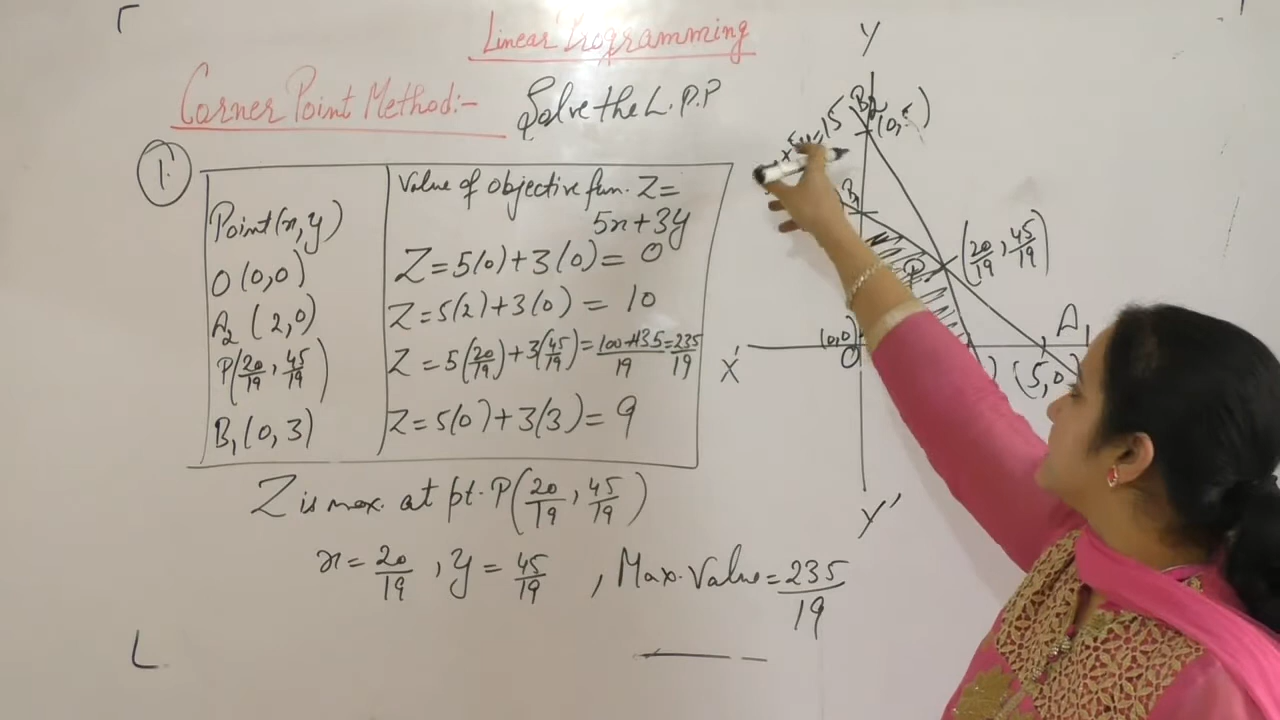 Linear Programming
Corner Point Method:-
Solve the L.P.P
1
Point (x, y)
Value of objective fun. Z =
5x + 3y
O (0,0)
Z = 5(0) + 3(0) = 0
A₂ (2,0)
Z = 5(2) + 3(0) = 10
P(20/19, 45/19)
Z = 5(20/19) + 3(45/19) = 100+135/19 = 235/19
B₁ (0, 3)
Z = 5(0) + 3(3) = 9
Z is max. at pt. P(20/19, 45/19)
x = 20/19, y = 45/19, Max. Value = 235/19
Y
B₂
(0,5)
B₁
P
(20/19, 45/19)
(0,0)
O
X'
A₁
(5,0)
Y'